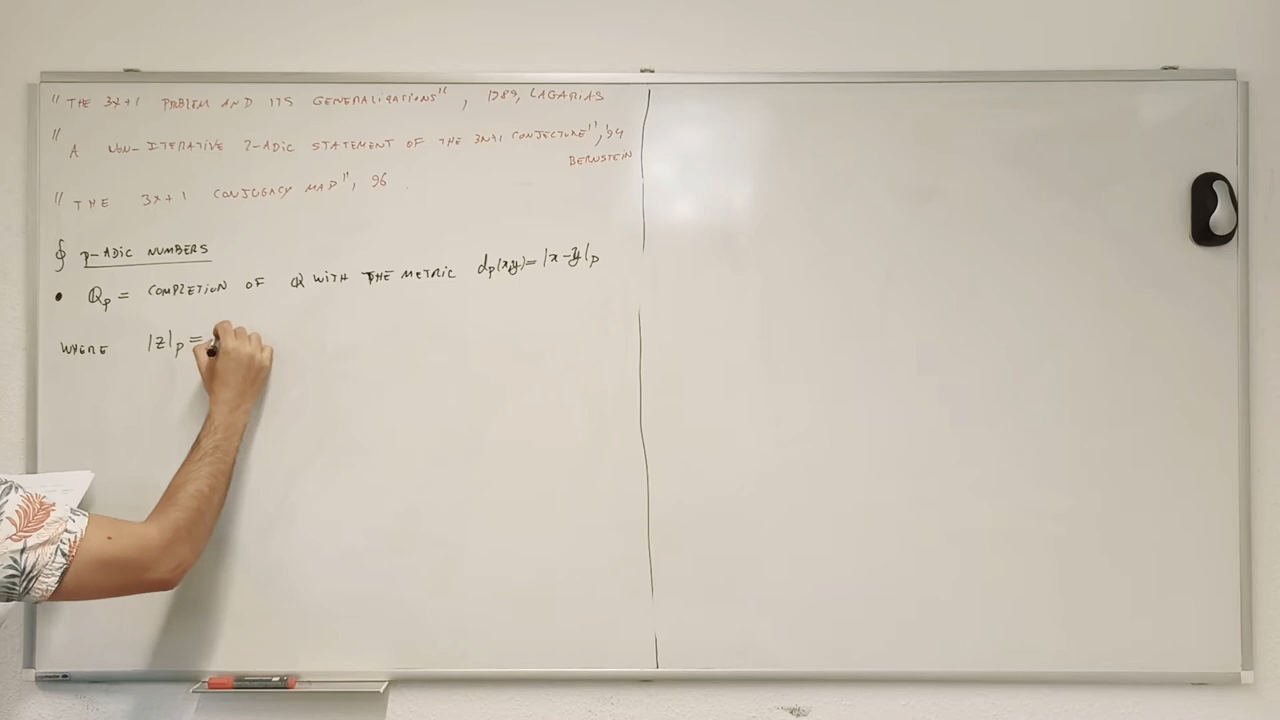 "THE 3x+1 PROBLEM AND ITS GENERALIZATIONS", 1985, LAGARIAS
"A NON-ITERATIVE 2-ADIC STATEMENT OF THE 3N+1 CONJECTURE", '94
BERNSTEIN
"THE 3x+1 CONJUGACY MAP", 96.
§ p-ADIC NUMBERS
• ℚp = COMPLETION OF ℚ WITH THE METRIC dp(x,y)=|x-y|p
WHERE |z|p =